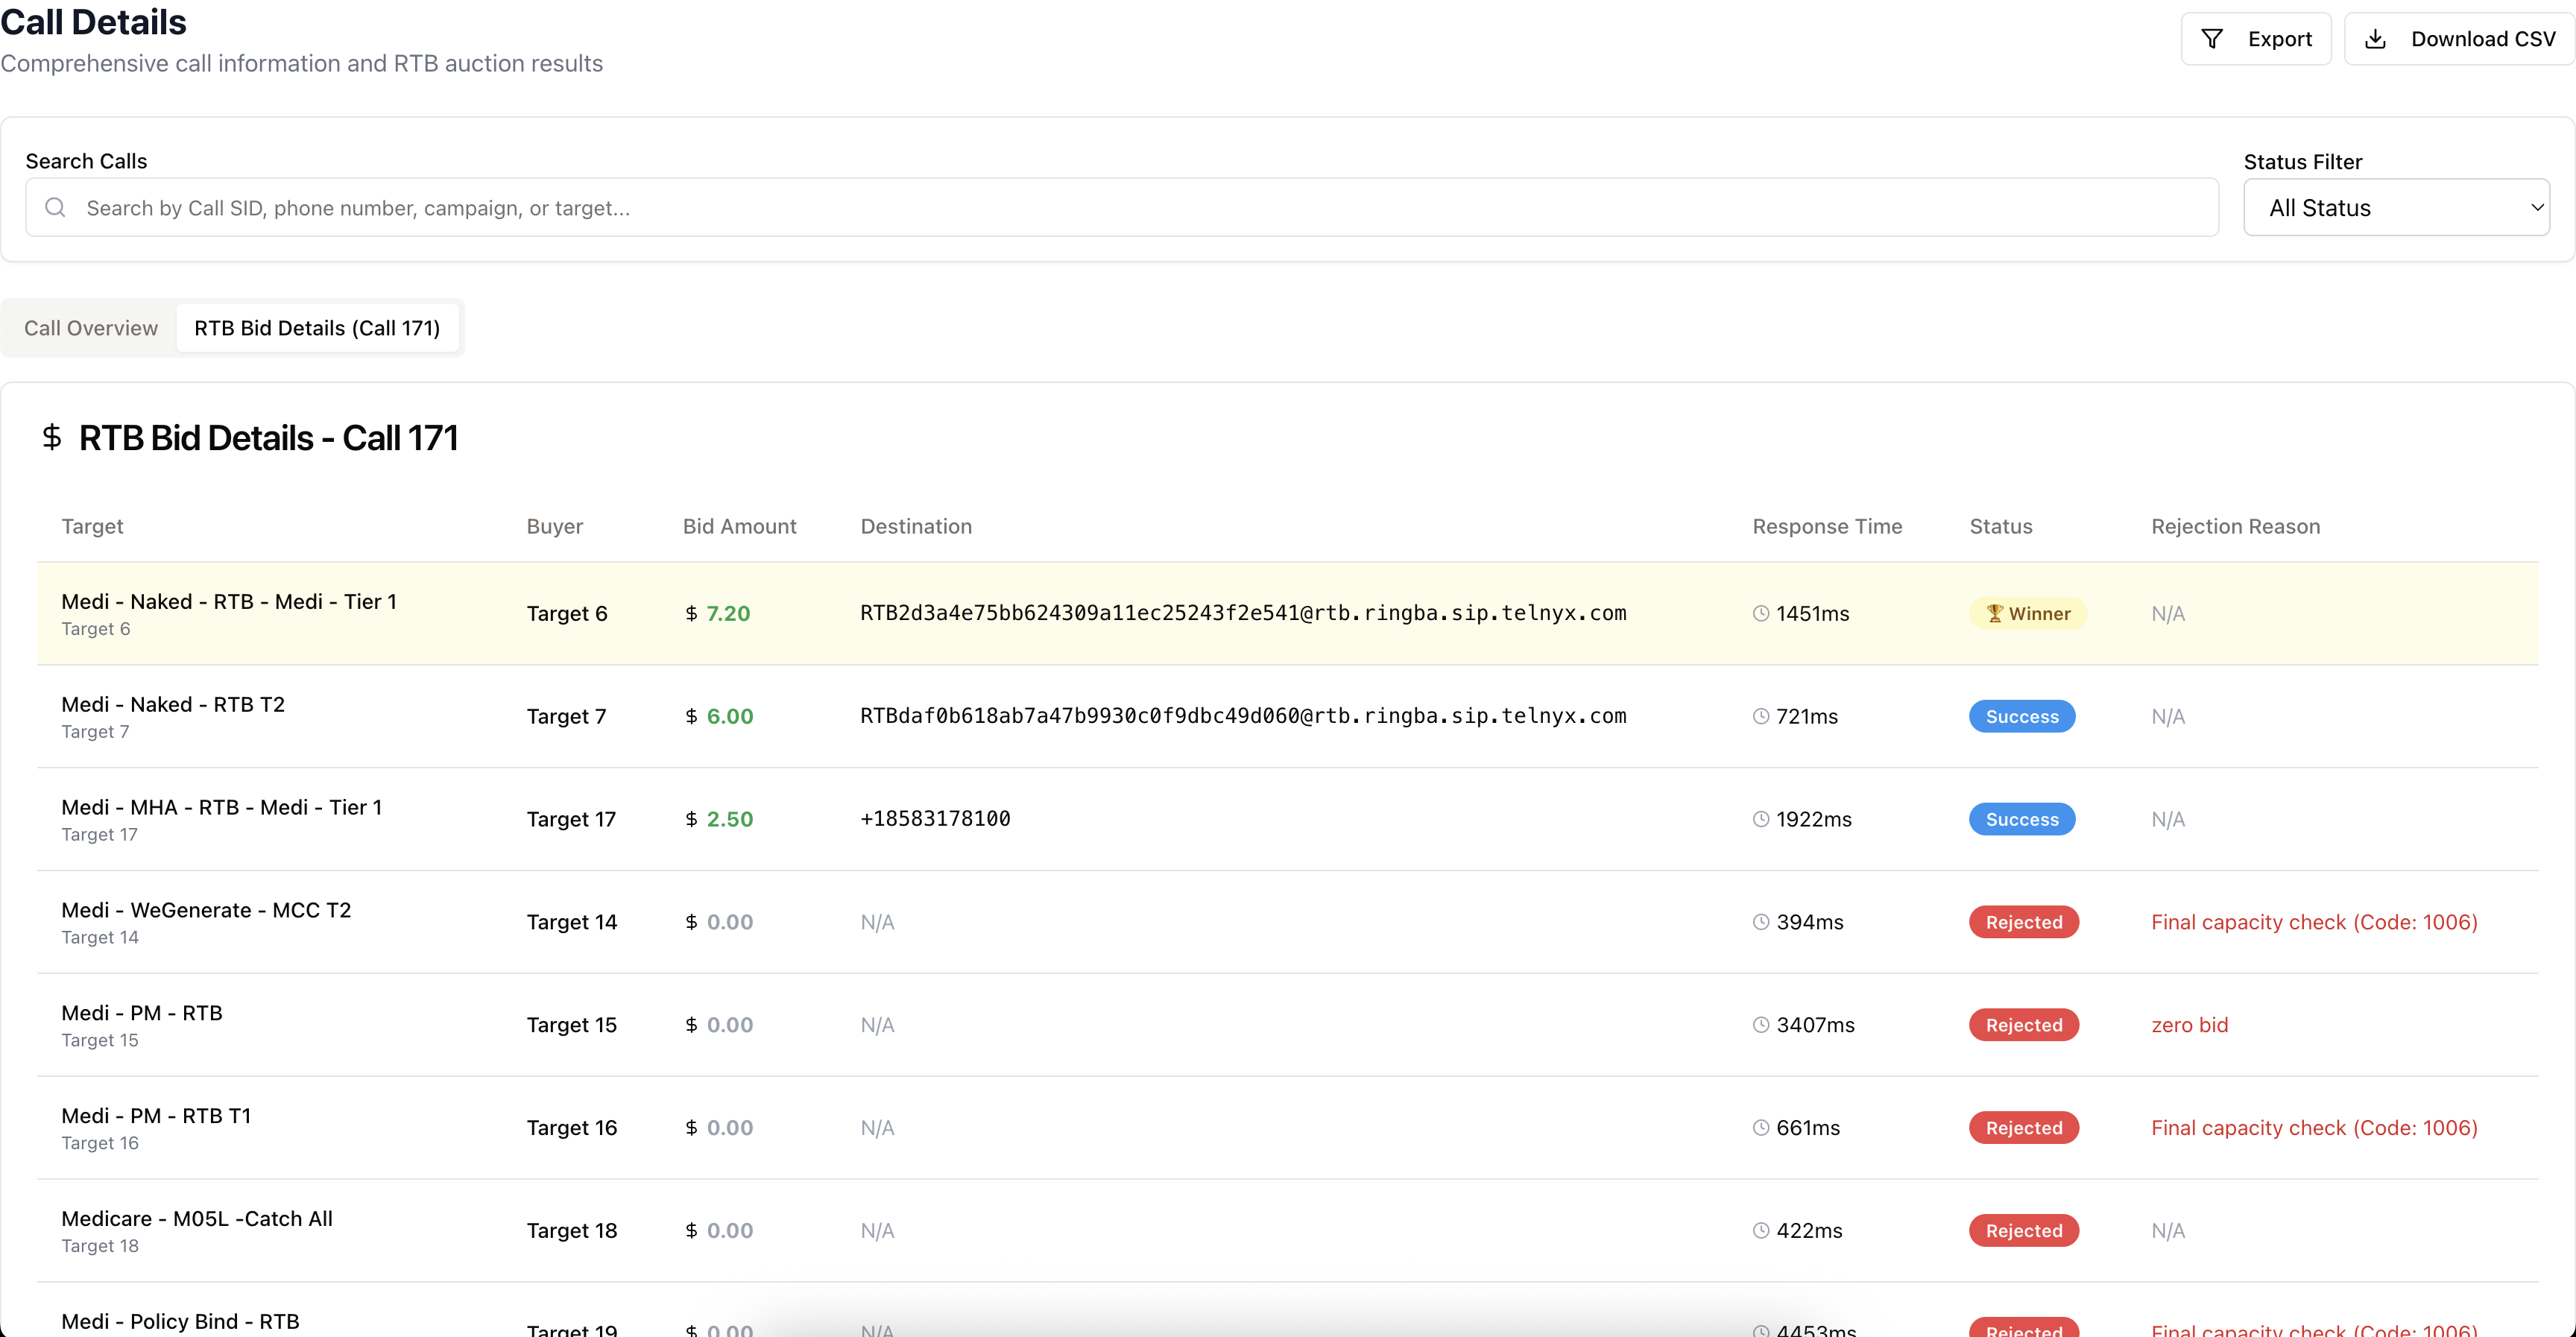 Call Details
Comprehensive call information and RTB auction results
Export
Download CSV
Search Calls
Search by Call SID, phone number, campaign, or target...
Status Filter
All Status
Call Overview
RTB Bid Details (Call 171)
$ RTB Bid Details - Call 171
Target Buyer Bid Amount Destination Response Time Status Rejection Reason
Medi - Naked - RTB - Medi - Tier 1
Target 6
Target 6 $ 7.20 RTB2d3a4e75bb624309a11ec25243f2e541@rtb.ringba.sip.telnyx.com 1451ms 🏆 Winner N/A
Medi - Naked - RTB T2
Target 7
Target 7 $ 6.00 RTBdaf0b618ab7a47b9930c0f9dbc49d060@rtb.ringba.sip.telnyx.com 721ms Success N/A
Medi - MHA - RTB - Medi - Tier 1
Target 17
Target 17 $ 2.50 +18583178100 1922ms Success N/A
Medi - WeGenerate - MCC T2
Target 14
Target 14 $ 0.00 N/A 394ms Rejected Final capacity check (Code: 1006)
Medi - PM - RTB
Target 15
Target 15 $ 0.00 N/A 3407ms Rejected zero bid
Medi - PM - RTB T1
Target 16
Target 16 $ 0.00 N/A 661ms Rejected Final capacity check (Code: 1006)
Medicare - M05L -Catch All
Target 18
Target 18 $ 0.00 N/A 422ms Rejected N/A
Medi - Policy Bind - RTB
Target 19 $ 0.00 N/A 4453ms Rejected Final capacity check (Code: 1006)